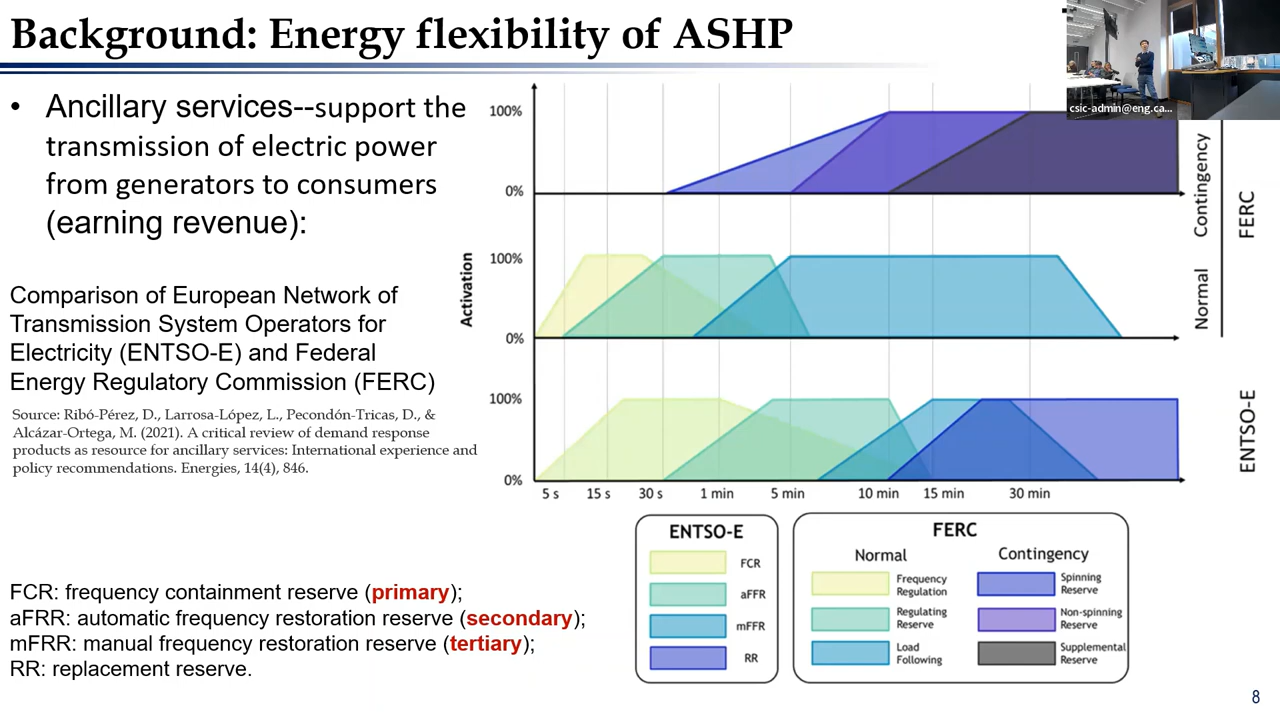 Background: Energy flexibility of ASHP
• Ancillary services--support the
transmission of electric power
from generators to consumers
(earning revenue):
Comparison of European Network of
Transmission System Operators for
Electricity (ENTSO-E) and Federal
Energy Regulatory Commission (FERC)
Source: Ribó-Pérez, D., Larrosa-López, L., Pecondón-Tricas, D., &
Alcázar-Ortega, M. (2021). A critical review of demand response
products as resource for ancillary services: International experience and
policy recommendations. Energies, 14(4), 846.
FCR: frequency containment reserve (primary);
aFRR: automatic frequency restoration reserve (secondary);
mFRR: manual frequency restoration reserve (tertiary);
RR: replacement reserve.
csic-admin@eng.ca...
Activation
100%
0%
Contingency
FERC
100%
0%
Normal
100%
0%
ENTSO-E
5 s 15 s 30 s 1 min 5 min 10 min 15 min 30 min
ENTSO-E
FCR
aFFR
mFFR
RR
FERC
Normal
Frequency
Regulation
Regulating
Reserve
Load
Following
Contingency
Spinning
Reserve
Non-spinning
Reserve
Supplemental
Reserve
8